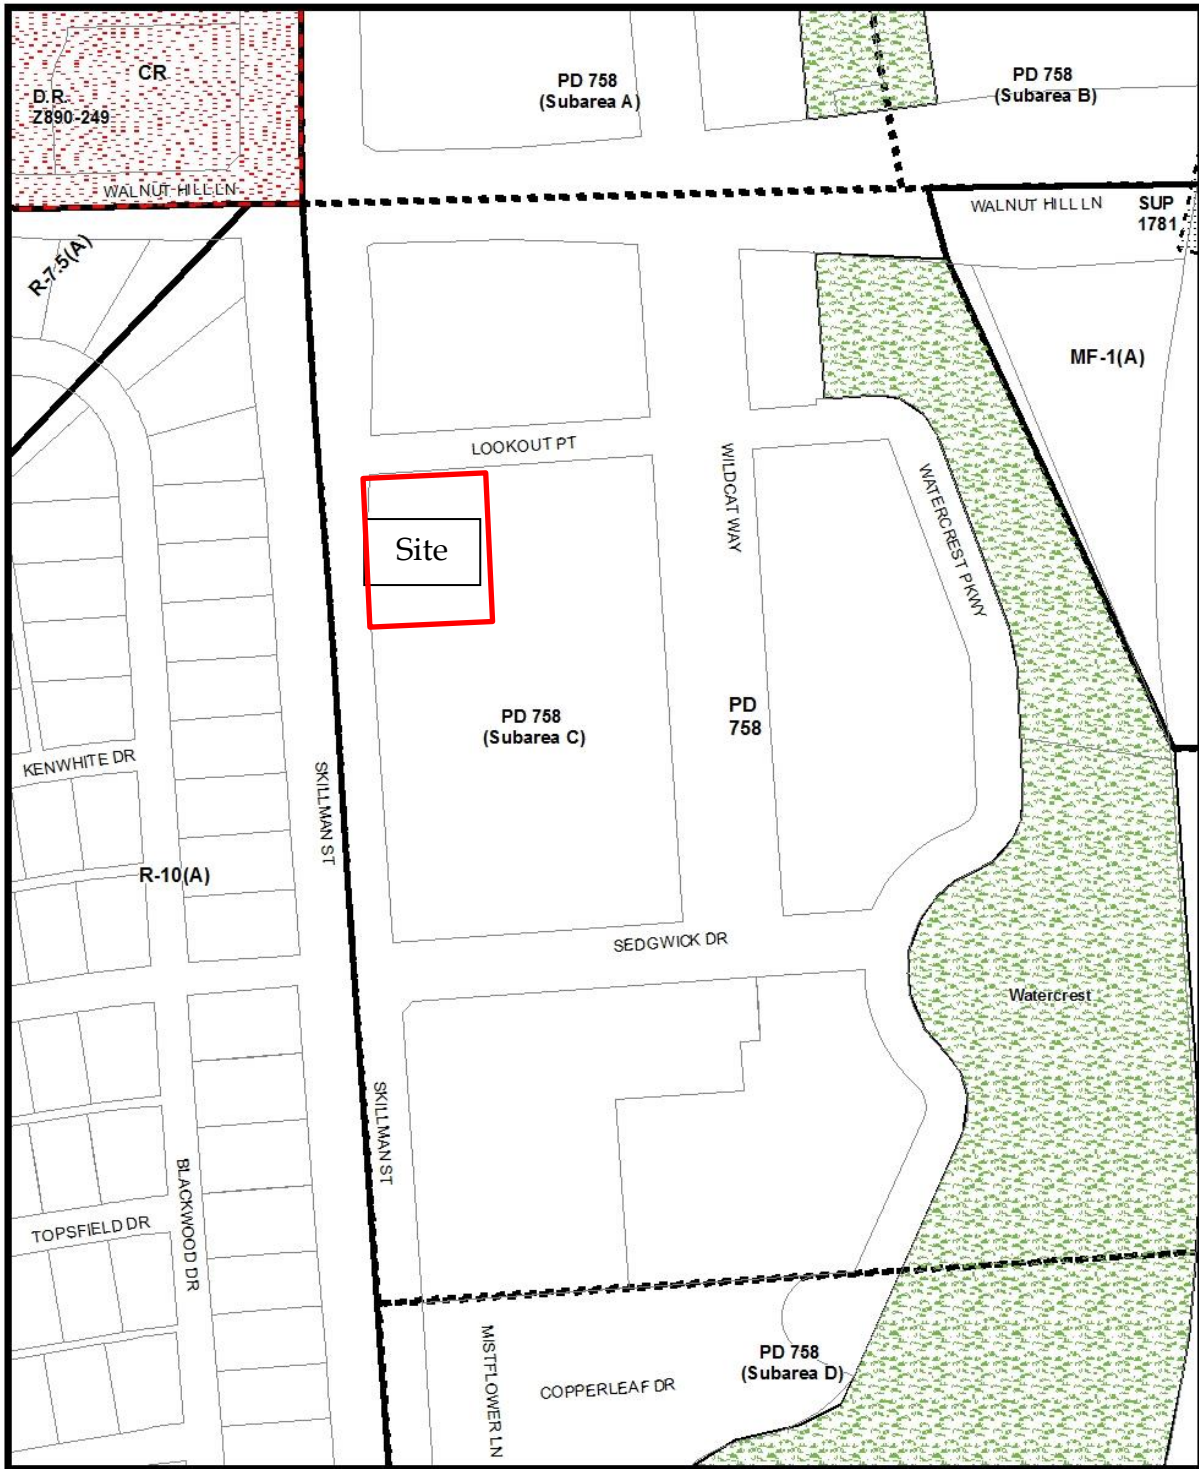 CR
D.R.
Z890-249
PD 758
(Subarea A)
PD 758
(Subarea B)
WALNUT HILL LN
WALNUT HILL LN
SUP
1781
R-7.5(A)
MF-1(A)
LOOKOUT PT
WILDCAT WAY
WATERCREST PKWY
Site
PD 758
(Subarea C)
PD
758
KENWHITE DR
SKILLMAN ST
R-10(A)
SEDGWICK DR
Watercrest
SKILLMAN ST
BLACKWOOD DR
TOPSFIELD DR
MISTFLOWER LN
PD 758
(Subarea D)
COPPERLEAF DR